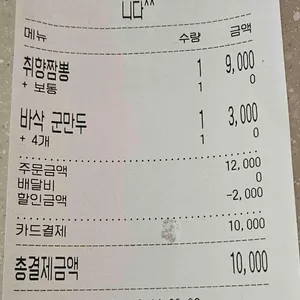 니다^^
메뉴 수량 금액
취향짬뽕 1 9,000
+ 보통 1 0
바삭 군만두 1 3,000
+ 4개 1 0
주문금액 12,000
배달비 0
할인금액 -2,000
카드결제 10,000
총결제금액 10,000